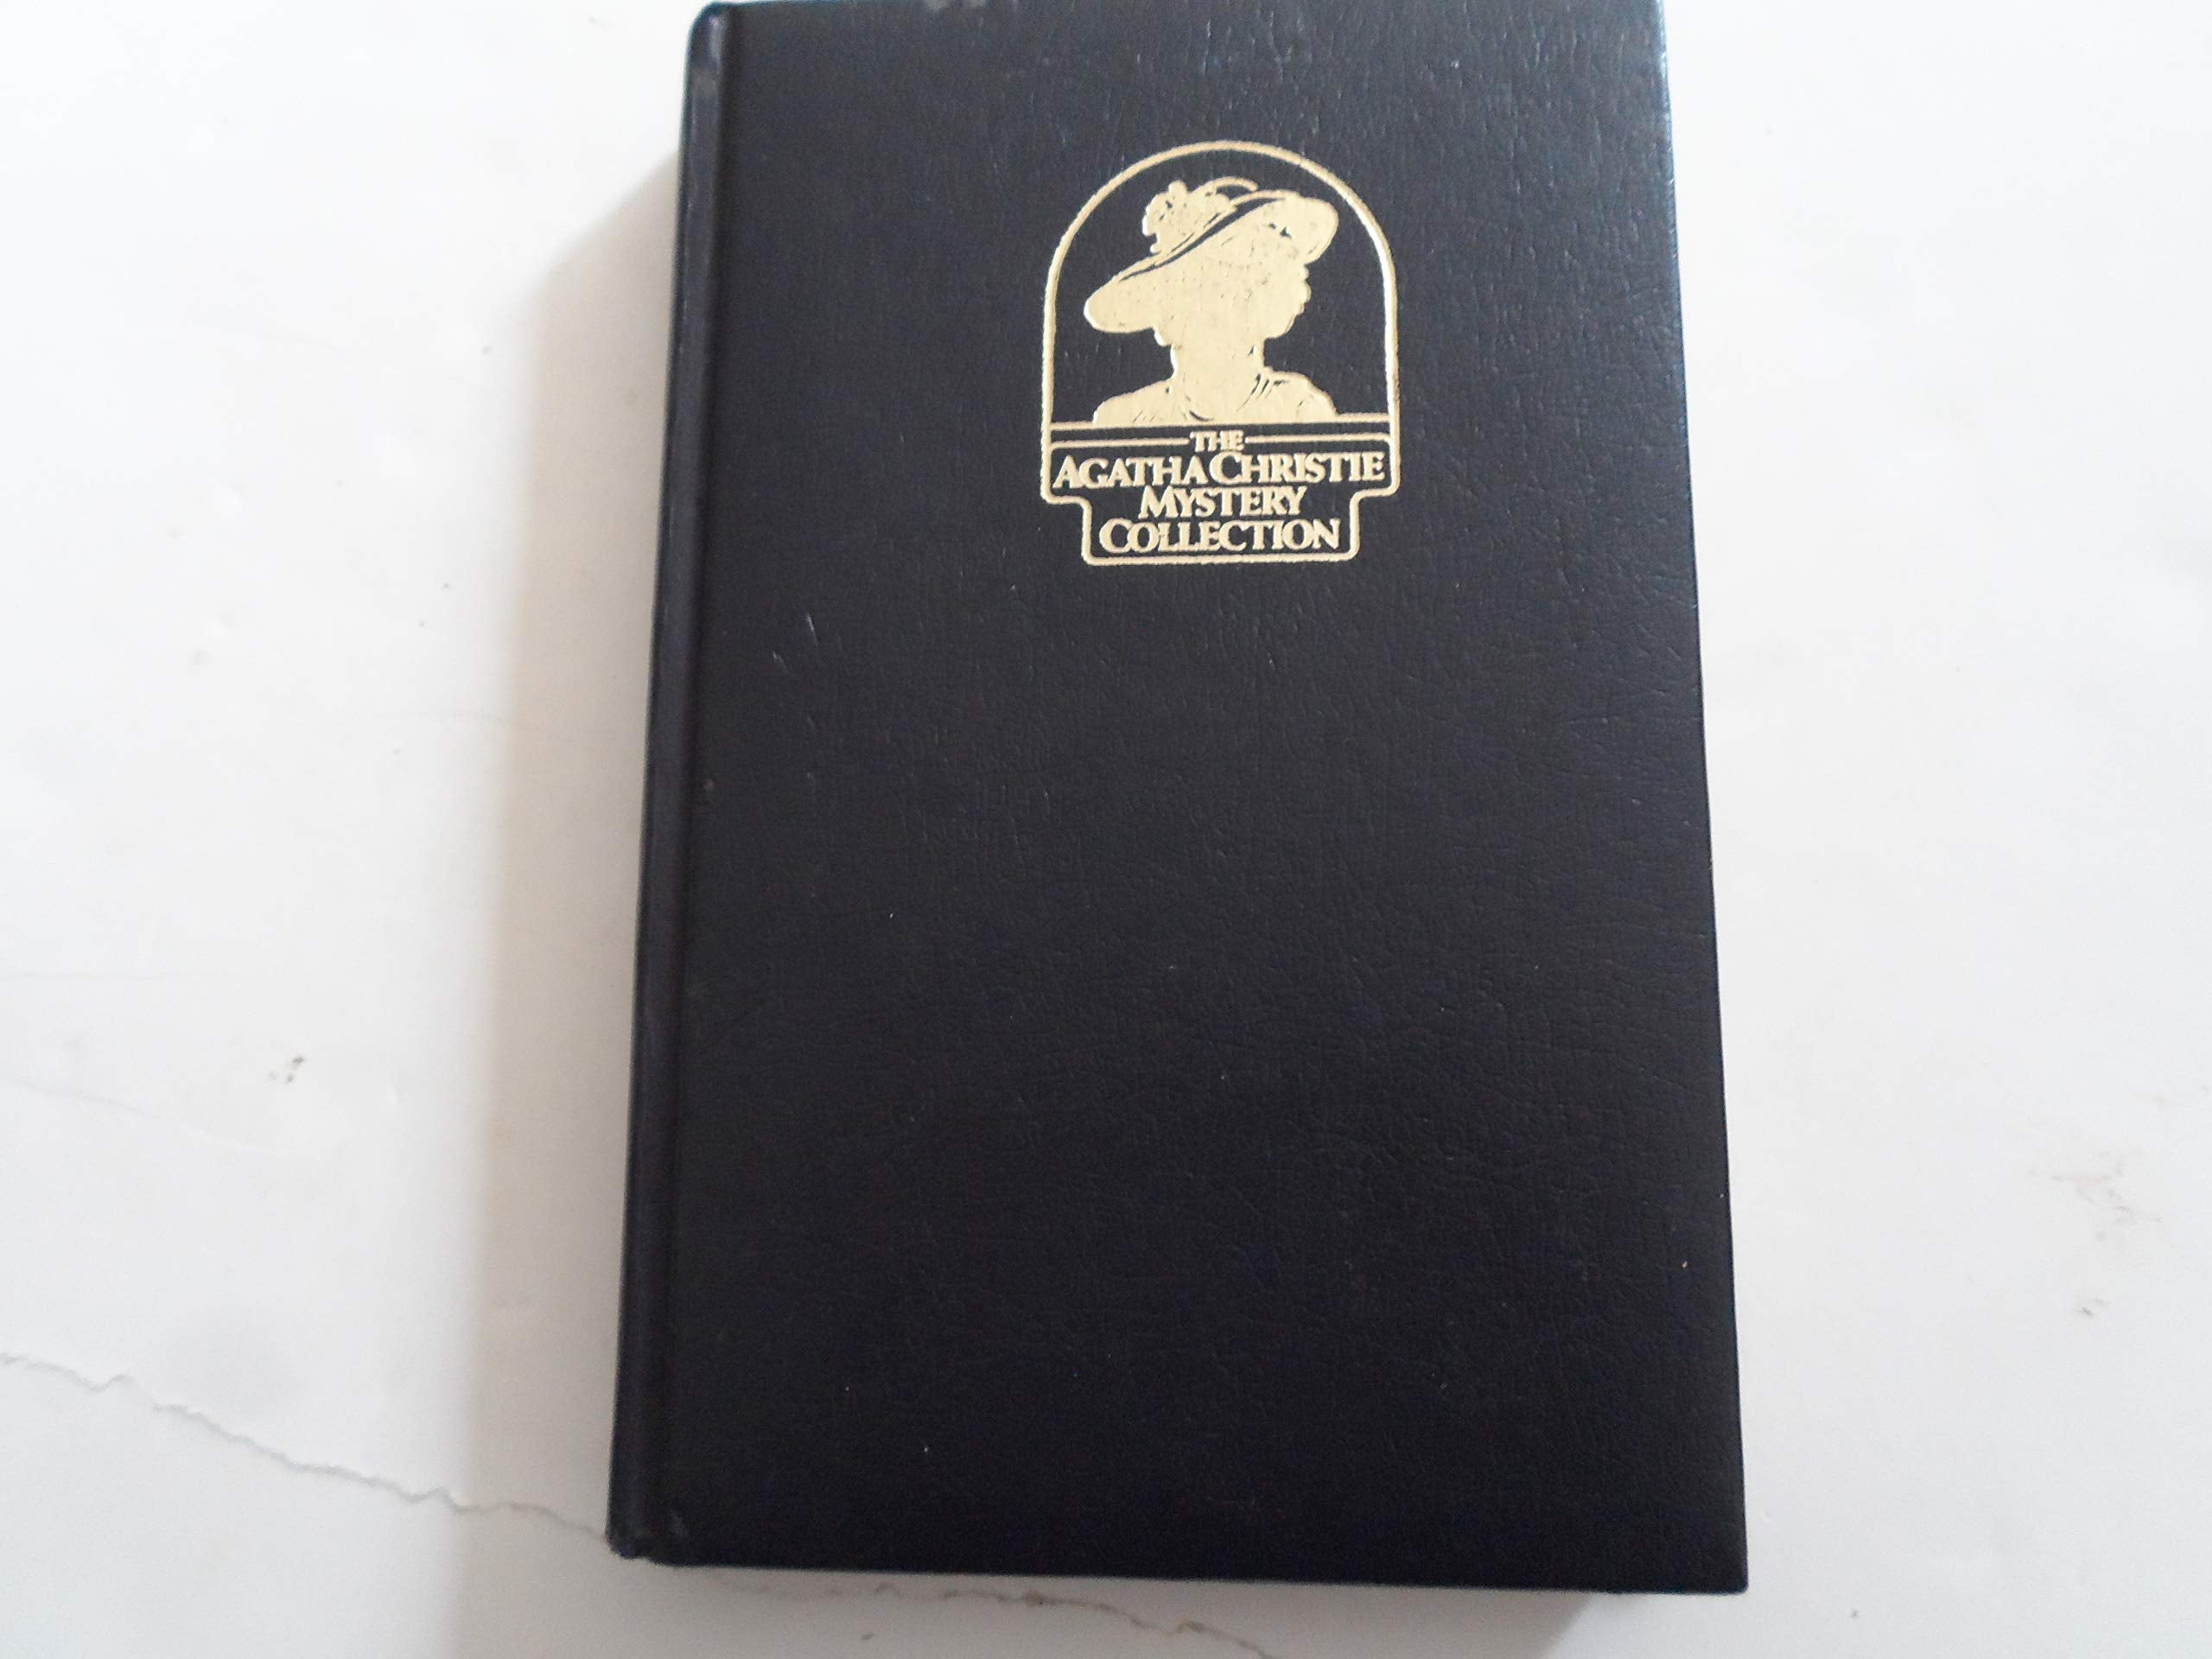 THE
AGATHA CHRISTIE
MYSTERY
COLLECTION